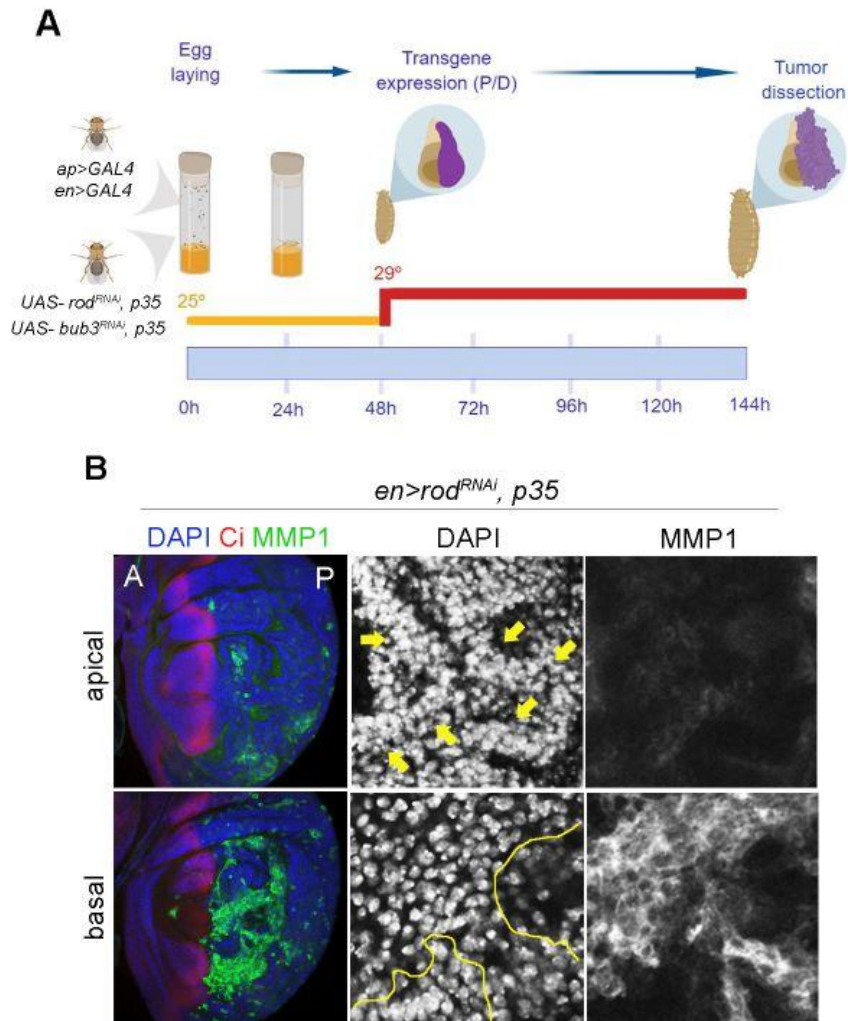 A
Egg
laying
Transgene
expression (P/D)
Tumor
dissection
ap>GAL4
en>GAL4
UAS- rodRNAi, p35
UAS- bub3RNAi, p35
25º
29º
0h 24h 48h 72h 96h 120h 144h
B
en>rodRNAi, p35
DAPI Ci MMP1 DAPI MMP1
A P
apical
basal